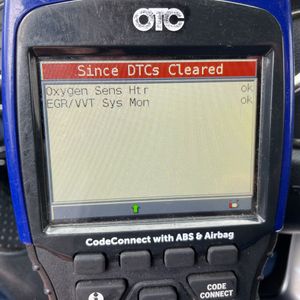 OTC
Since DTCs Cleared
Oxygen Sens Htr ok
EGR/VVT Sys Mon ok
CodeConnect with ABS & Airbag
CODE
CONNECT